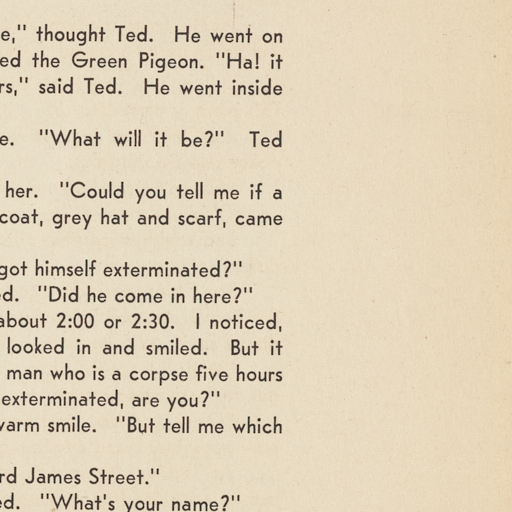 e," thought Ted. He went on
ed the Green Pigeon. "Ha! it
rs," said Ted. He went inside
e. "What will it be?" Ted
her. "Could you tell me if a
coat, grey hat and scarf, came
got himself exterminated?"
ed. "Did he come in here?"
about 2:00 or 2:30. I noticed,
looked in and smiled. But it
man who is a corpse five hours
exterminated, are you?"
warm smile. "But tell me which
rd James Street."
ed. "What's your name?"